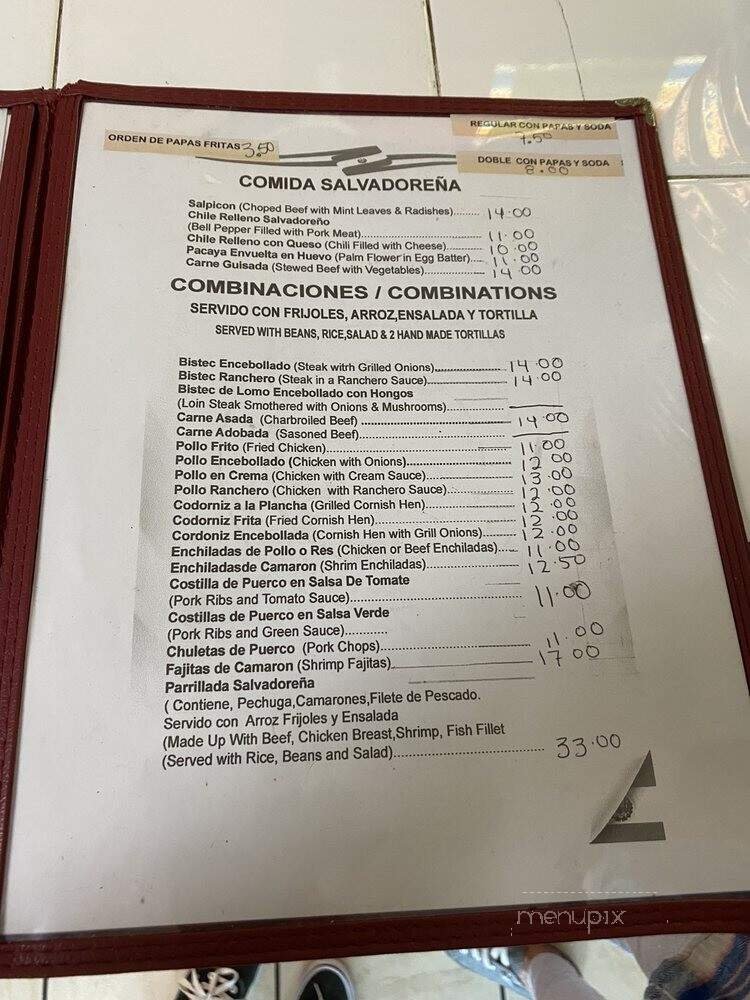 ORDEN DE PAPAS FRITAS 3.50
REGULAR CON PAPAS Y SODA
7.50
DOBLE CON PAPAS Y SODA
8.00
COMIDA SALVADOREÑA
Salpicon (Choped Beef with Mint Leaves & Radishes)........ 14.00
Chile Relleno Salvadoreño
(Bell Pepper Filled with Pork Meat)........ 11.00
Chile Relleno con Queso (Chili Filled with Cheese)........ 10.00
Pacaya Envuelta en Huevo (Palm Flower in Egg Batter).... 11.00
Carne Guisada (Stewed Beef with Vegetables)........ 14.00
COMBINACIONES / COMBINATIONS
SERVIDO CON FRIJOLES, ARROZ,ENSALADA Y TORTILLA
SERVED WITH BEANS, RICE,SALAD & 2 HAND MADE TORTILLAS
Bistec Encebollado (Steak witrh Grilled Onions)........ 14.00
Bistec Ranchero (Steak in a Ranchero Sauce)........ 14.00
Bistec de Lomo Encebollado con Hongos
(Loin Steak Smothered with Onions & Mushrooms)........
Carne Asada (Charbroiled Beef) ........ 14.00
Carne Adobada (Sasoned Beef)........
Pollo Frito (Fried Chicken)........ 11.00
Pollo Encebollado (Chicken with Onions)........ 12.00
Pollo en Crema (Chicken with Cream Sauce)........ 13.00
Pollo Ranchero (Chicken with Ranchero Sauce)........ 12.00
Codorniz a la Plancha (Grilled Cornish Hen)........ 12.00
Codorniz Frita (Fried Cornish Hen)........ 12.00
Cordoniz Encebollada (Cornish Hen with Grill Onions)........ 12.00
Enchiladas de Pollo o Res (Chicken or Beef Enchiladas)..... 11.00
Enchiladasde Camaron (Shrim Enchiladas)........ 12.50
Costilla de Puerco en Salsa De Tomate
(Pork Ribs and Tomato Sauce)........ 11.00
Costillas de Puerco en Salsa Verde
(Pork Ribs and Green Sauce)............
Chuletas de Puerco (Pork Chops)........ 11.00
Fajitas de Camaron (Shrimp Fajitas) 17.00
Parrillada Salvadoreña
( Contiene, Pechuga,Camarones,Filete de Pescado.
Servido con Arroz Frijoles y Ensalada
(Made Up With Beef, Chicken Breast,Shrimp, Fish Fillet
(Served with Rice, Beans and Salad)........ 33.00
menupix